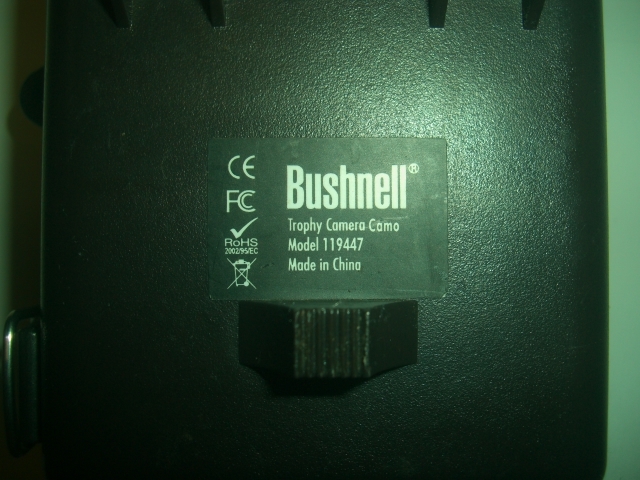 CE
FC
RoHS
2002/95/EC
Bushnell®
Trophy Camera Camo
Model 119447
Made in China